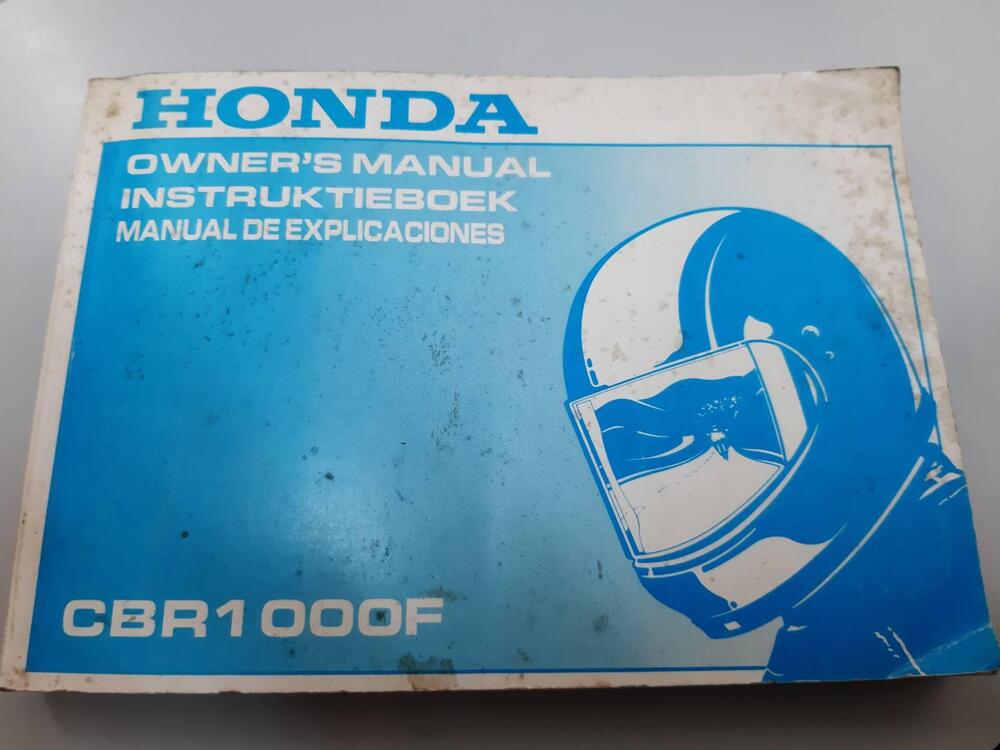 HONDA
OWNER'S MANUAL
INSTRUKTIEBOEK
MANUAL DE EXPLICACIONES
CBR1000F